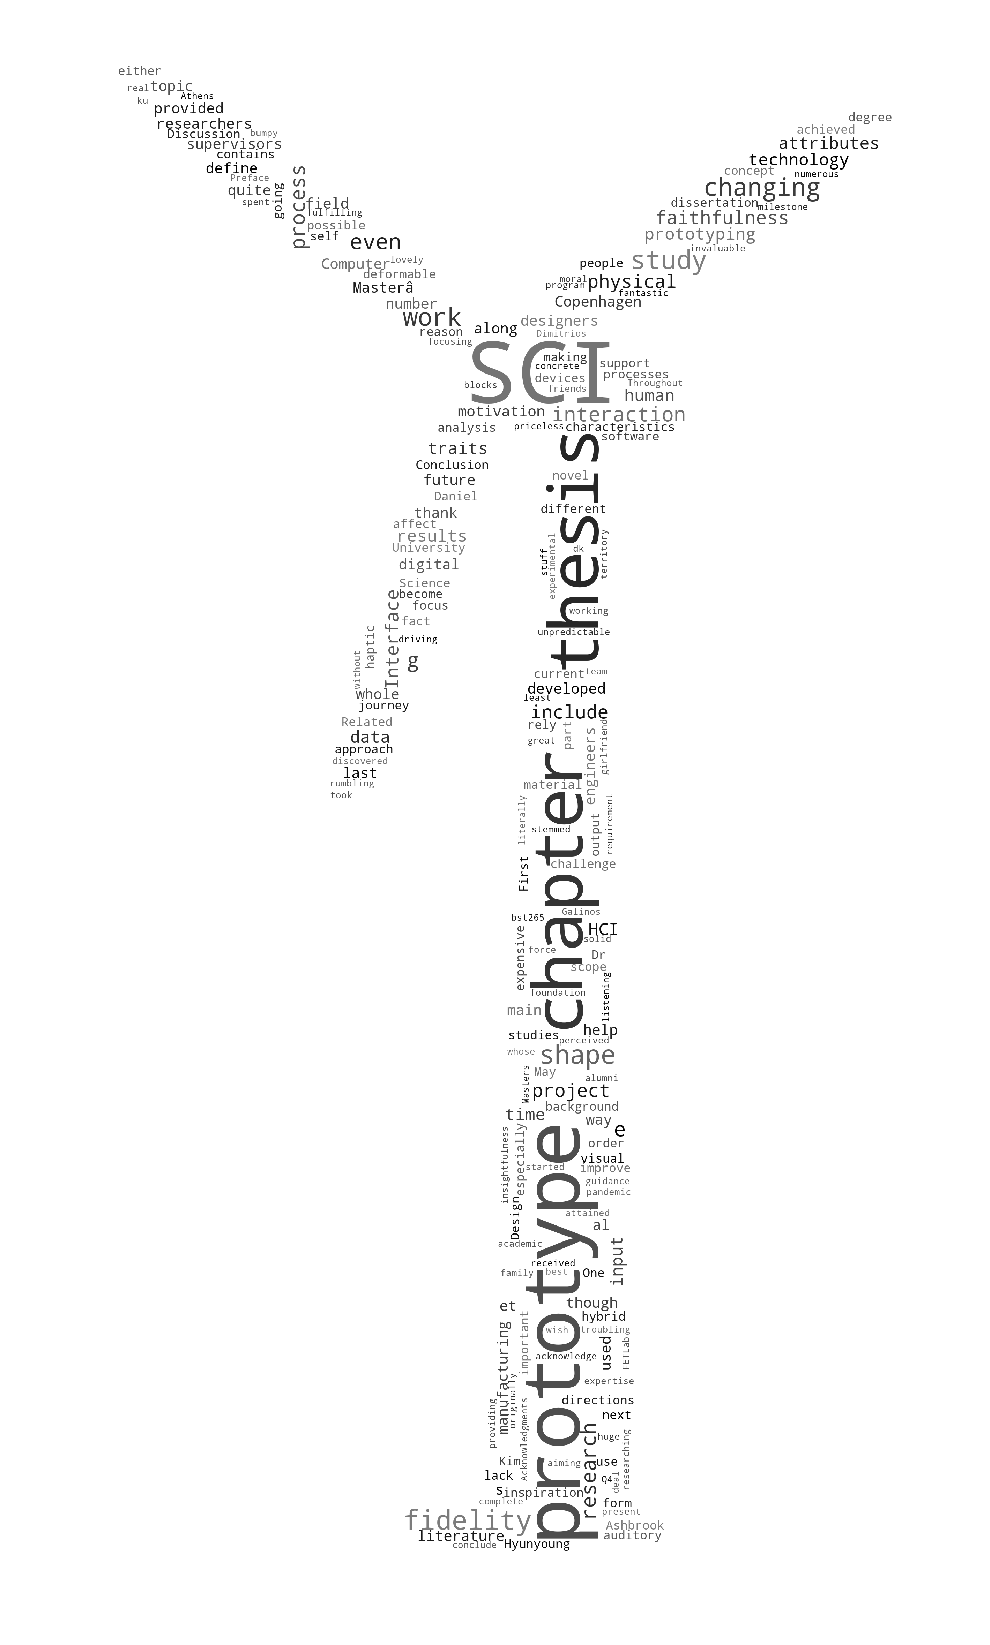 either
real topic
Athens
ku
provided
researchers
Discussion bumpy
supervisors
contains
define
Preface
quite
spent
going
process
field
fulfilling
possible
self
even
Computer lovely
deformable
Masterâ
number
work
reason
focusing
along
degree
achieved
attributes
technology
concept numerous
changing
dissertation milestone
faithfulness
prototyping
invaluable
people study
moral
program physical
fantastic
Copenhagen
designers
Dimitrios
SCI
making
concrete
devices
friends
blocks
support
processes
Throughout
human
motivation interaction
analysis priceless characteristics
software
traits
Conclusion
future
Daniel
thank
affect
results
University
digital
Science
become
focus
fact
Interface
driving
haptic
g
without
whole
journey
Related
data
approach
discovered
last
rumbling
took
thesis
novel
different
stuff
experimental
dk
territory
working
unpredictable
current team
developed
least
include
rely
part
great
engineers
girlfriend
chapter
material
literally
output
requirement
stemmed
First
challenge
Galinos
bst265
HCI
solid
expensive
force
Dr
scope
foundation
listening
main
studies help
perceived
whose shape
May
alumni
Masters
project
background
time
way
e
prototype
order
insightfulness
especially
visual
started improve
guidance
pandemic
Design
attained
al
academic
input
received
family best One
et though
hybrid
wish troubling
important
manufacturing
used
TETLab
acknowledge
originally
expertise
directions
providing
Acknowledgments
next
research
huge
researching
Kim aiming use
lack
Q4
deal
s inspiration
complete form
present
fidelity
Ashbrook
literature auditory
conclude Hyunyoung